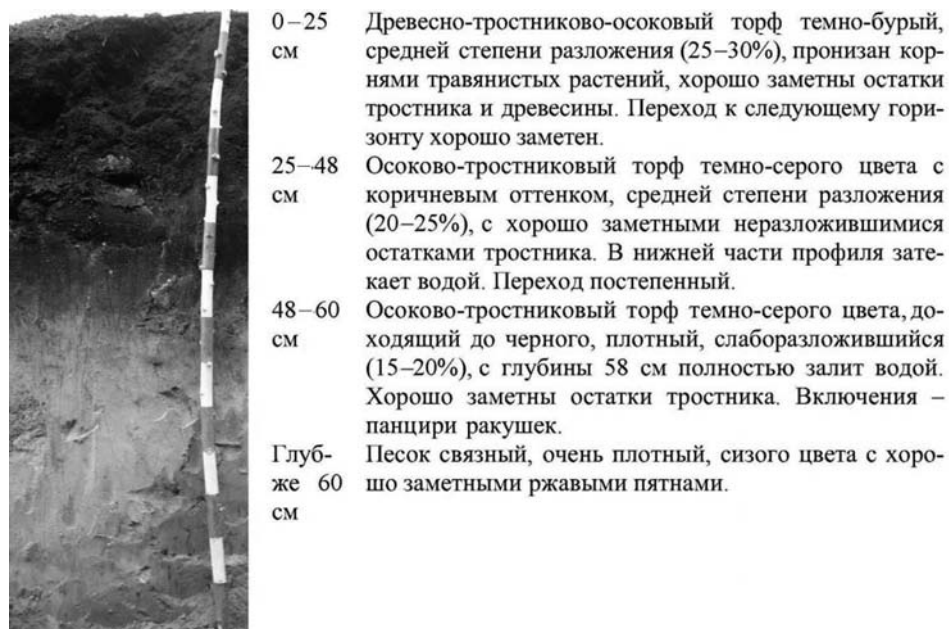 0–25 Древесно-тростниково-осоковый торф темно-бурый,
см средней степени разложения (25–30%), пронизан кор-
нями травянистых растений, хорошо заметны остатки
тростника и древесины. Переход к следующему гори-
зонту хорошо заметен.
25–48 Осоково-тростниковый торф темно-серого цвета с
см коричневым оттенком, средней степени разложения
(20–25%), с хорошо заметными неразложившимися
остатками тростника. В нижней части профиля зате-
кает водой. Переход постепенный.
48–60 Осоково-тростниковый торф темно-серого цвета, до-
см ходящий до черного, плотный, слаборазложившийся
(15–20%), с глубины 58 см полностью залит водой.
Хорошо заметны остатки тростника. Включения –
панцири ракушек.
Глуб- Песок связный, очень плотный, сизого цвета с хоро-
же 60 шо заметными ржавыми пятнами.
см